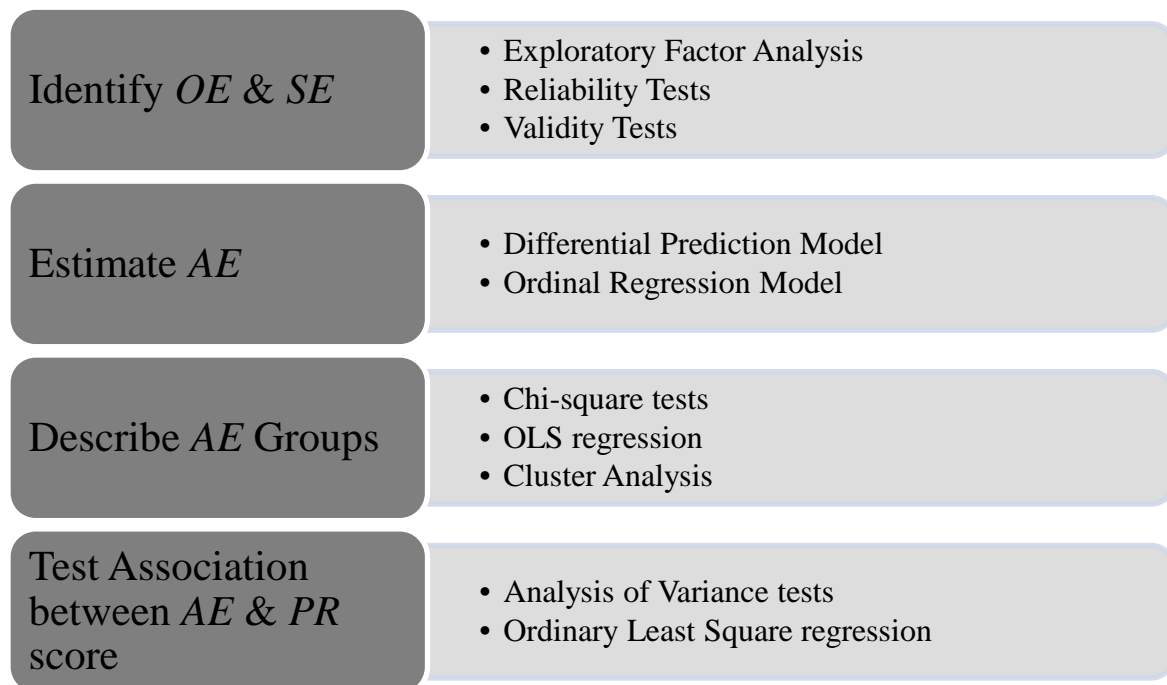 Identify OE & SE
• Exploratory Factor Analysis
• Reliability Tests
• Validity Tests
Estimate AE
• Differential Prediction Model
• Ordinal Regression Model
Describe AE Groups
• Chi-square tests
• OLS regression
• Cluster Analysis
Test Association
between AE & PR
score
• Analysis of Variance tests
• Ordinary Least Square regression